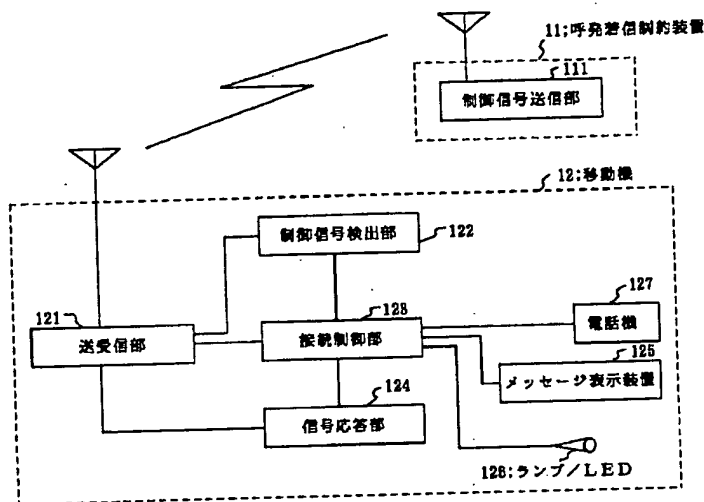 11;呼発着信制約装置
111
制御信号送信部
12;移動機
制御信号検出部
122
121
送受信部
123
接続制御部
127
電話機
125
メッセージ表示装置
124
信号応答部
126;ランプ/LED